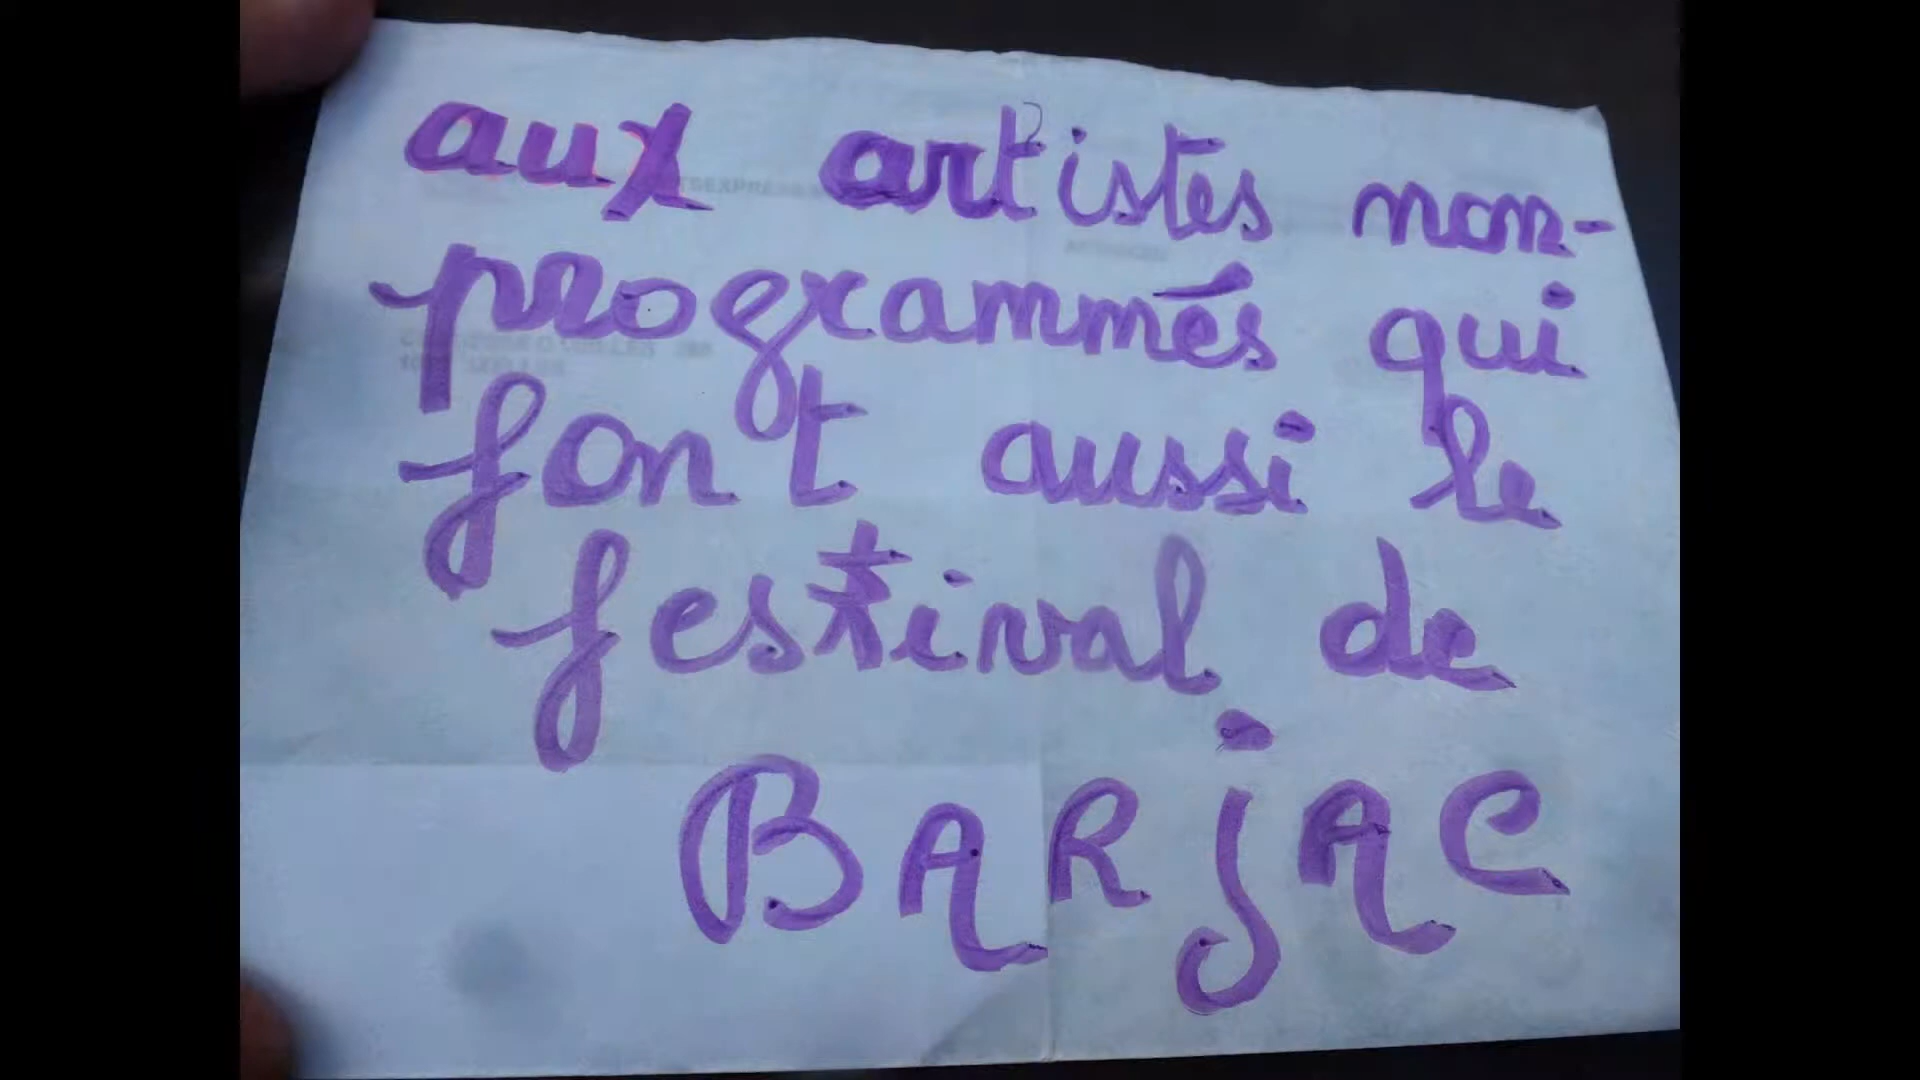 aux artistes non-
programmés qui
font aussi le
festival de
BARjAC